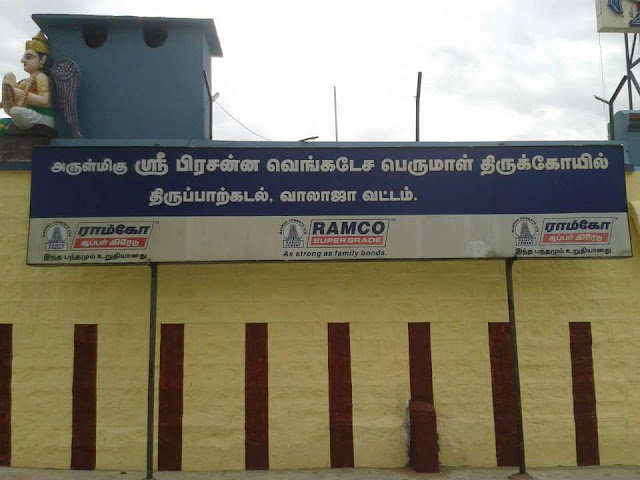 அருள்மிகு ஸ்ரீ பிரசன்ன வெங்கடேச பெருமாள் திருக்கோயில்
திருப்பாற்கடல், வாலாஜா வட்டம்.
ராம்கோ
சூப்பர் கிரேடு
இந்த பந்தமும் உறுதியானது
RAMCO
SUPER GRADE
As strong as family bonds.
ராம்கோ
சூப்பர் கிரேடு
இந்த பந்தமும் உறுதியானது